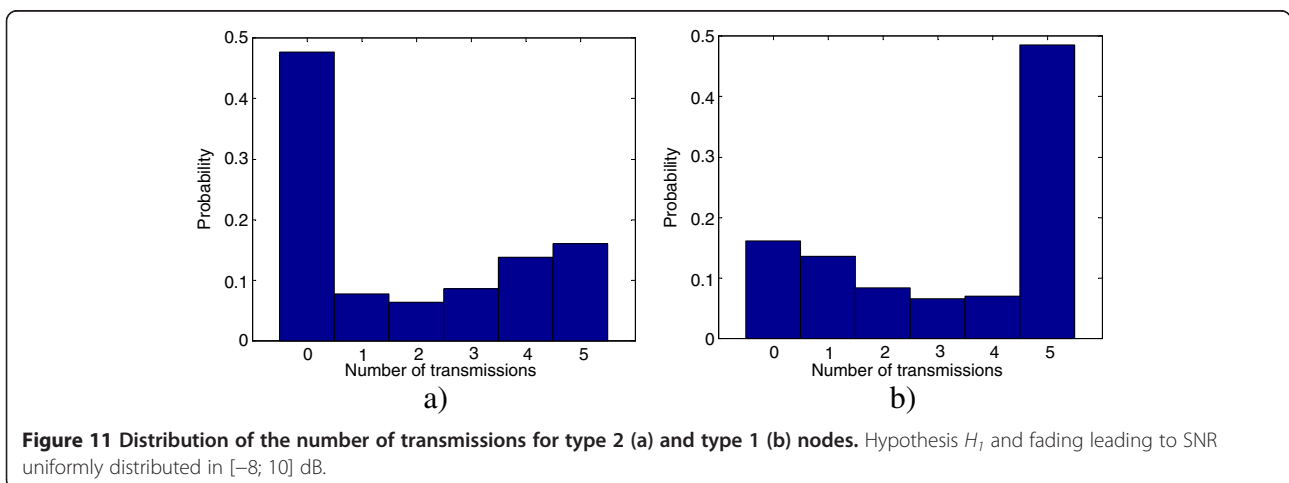 0.5
0.4
0.3
0.2
0.1
0
Probability
0 1 2 3 4 5
Number of transmissions
a)
0.5
0.4
0.3
0.2
0.1
0
Probability
0 1 2 3 4 5
Number of transmissions
b)
Figure 11 Distribution of the number of transmissions for type 2 (a) and type 1 (b) nodes. Hypothesis H₁ and fading leading to SNR
uniformly distributed in [−8; 10] dB.